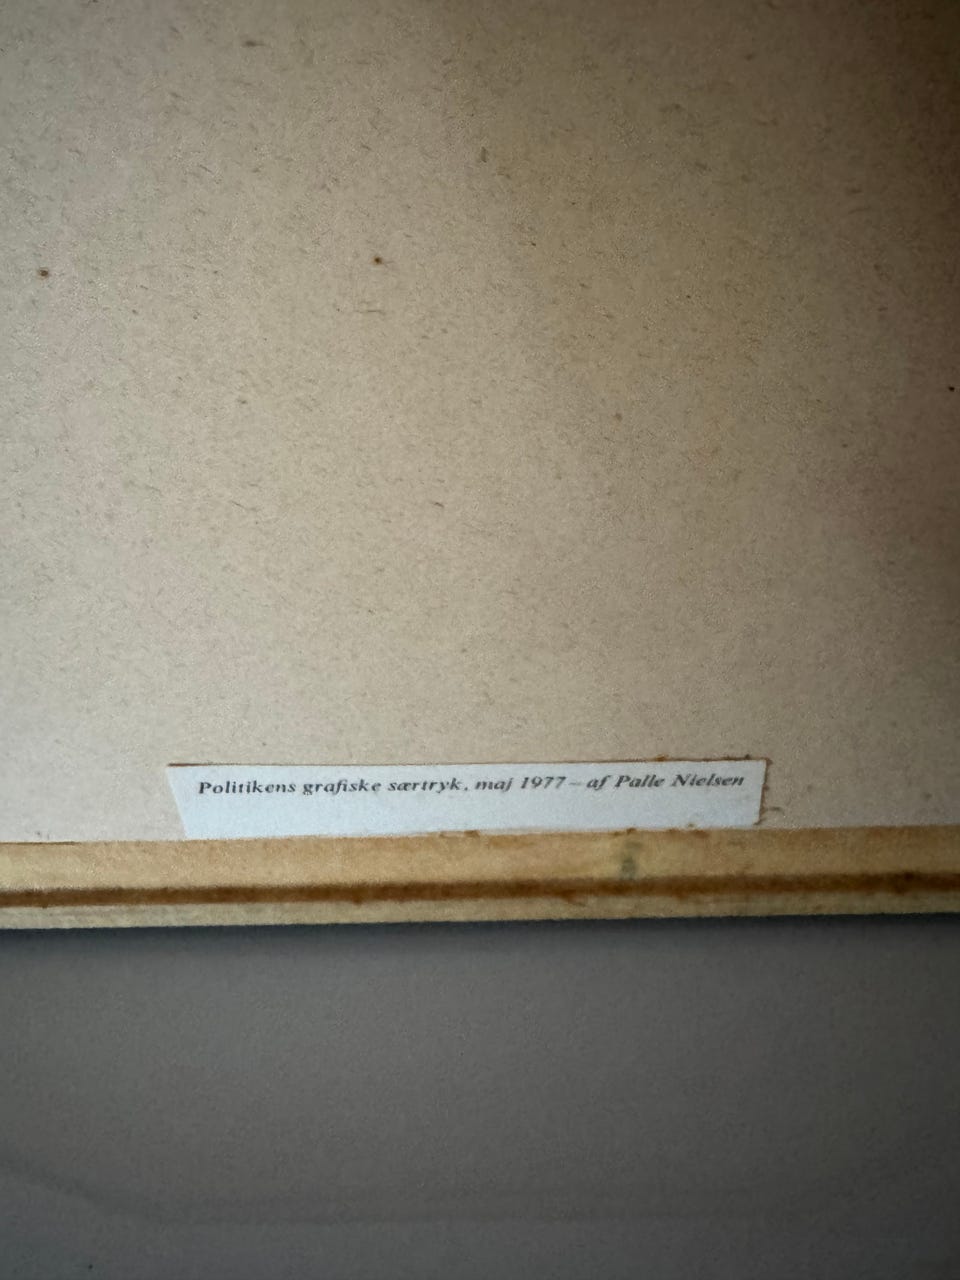 Politikens grafiske særtryk, maj 1977 – af Palle Nielsen